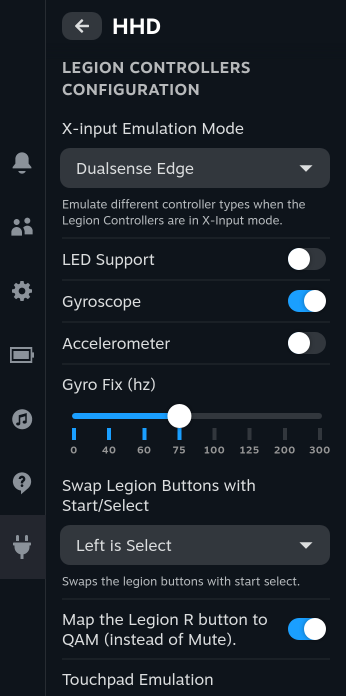 HHD
LEGION CONTROLLERS
CONFIGURATION
X-input Emulation Mode
Dualsense Edge
Emulate different controller types when the
Legion Controllers are in X-Input mode.
LED Support
Gyroscope
Accelerometer
Gyro Fix (hz)
0 40 60 75 100 125 200 300
Swap Legion Buttons with
Start/Select
Left is Select
Swaps the legion buttons with start select.
Map the Legion R button to
QAM (instead of Mute).
Touchpad Emulation